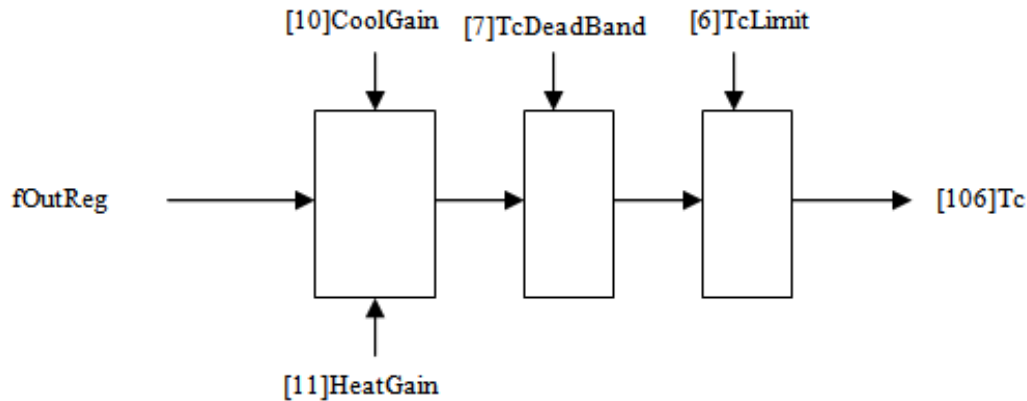 [10]CoolGain
[7]TcDeadBand
[6]TcLimit
fOutReg
[106]Tc
[11]HeatGain